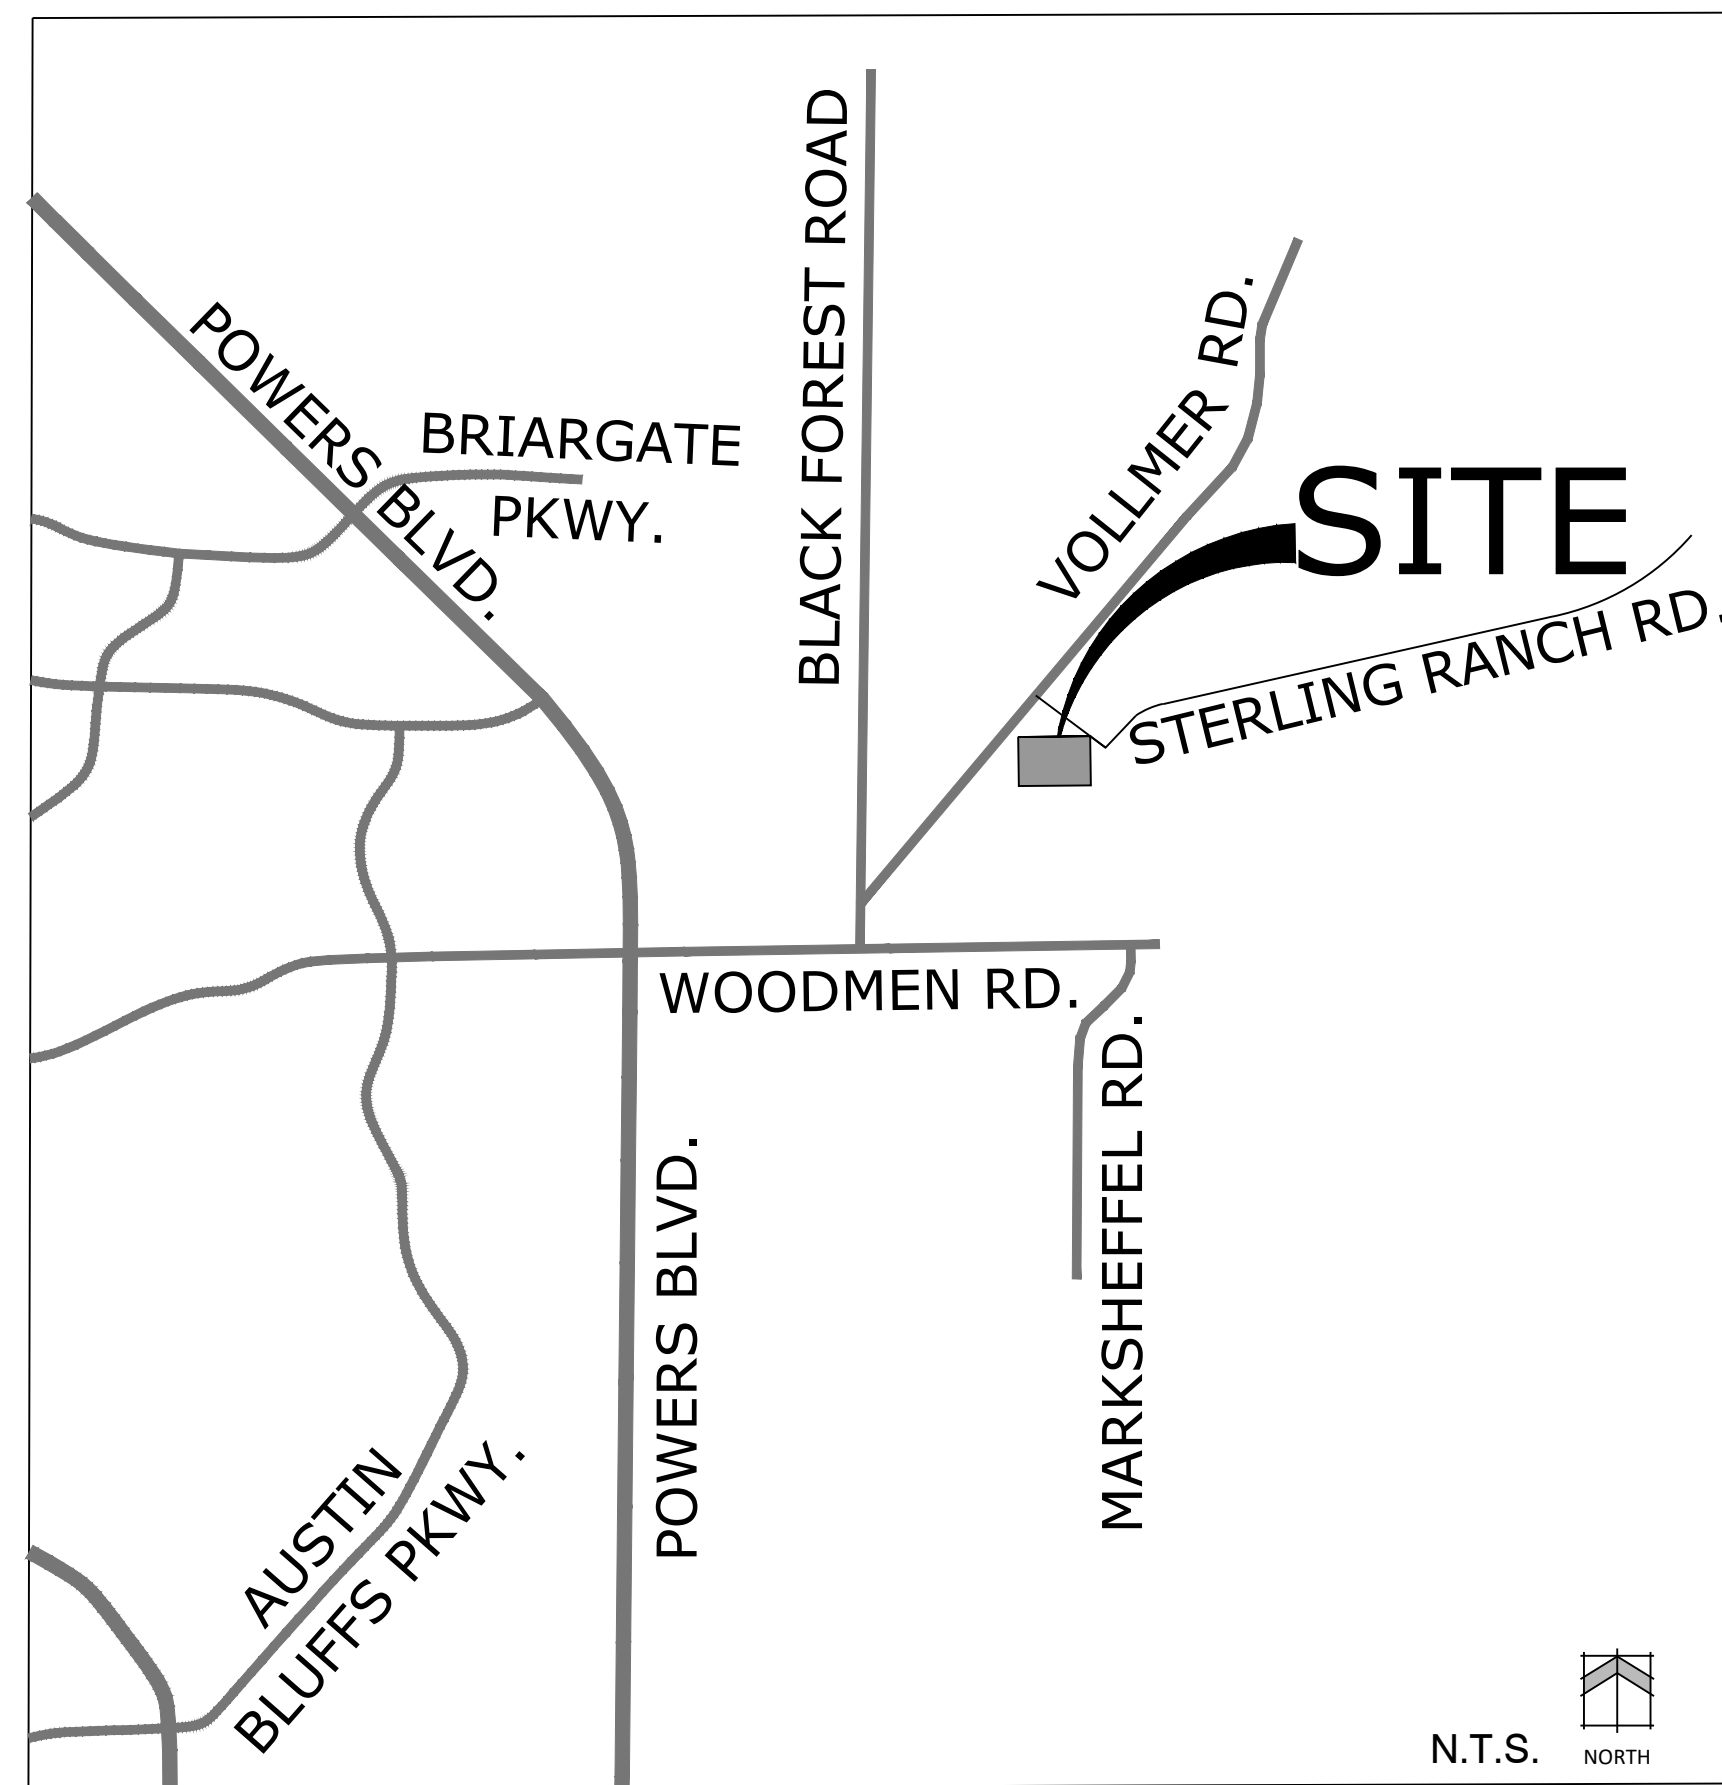 BLACK FOREST ROAD
VOLLMER RD.
POWERS BLVD.
BRIARGATE
PKWY.
SITE
STERLING RANCH RD.
WOODMEN RD.
MARKSHEFFEL RD.
POWERS BLVD.
AUSTIN
BLUFFS PKWY.
N.T.S.
NORTH